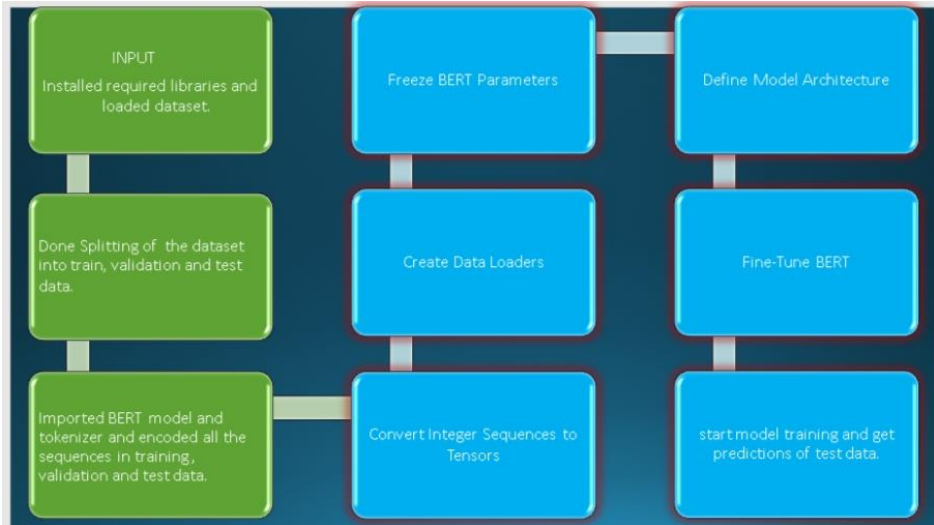 INPUT
Installed required libraries and
loaded dataset.
Done Splitting of the dataset
into train, validation and test
data.
Imported BERT model and
tokenizer and encoded all the
sequences in training,
validation and test data.
Convert Integer Sequences to
Tensors
Create Data Loaders
Freeze BERT Parameters
Define Model Architecture
Fine-Tune BERT
start model training and get
predictions of test data.